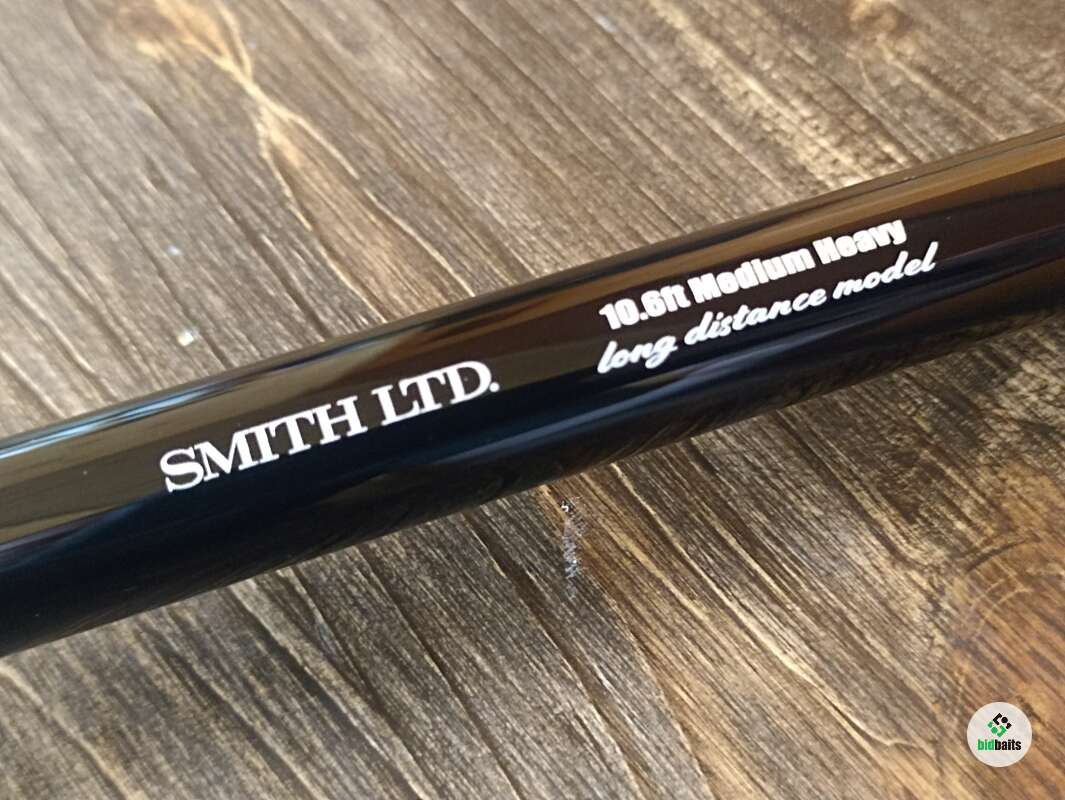 SMITH LTD.
10.6ft Medium Heavy
long distance model
bidbaits